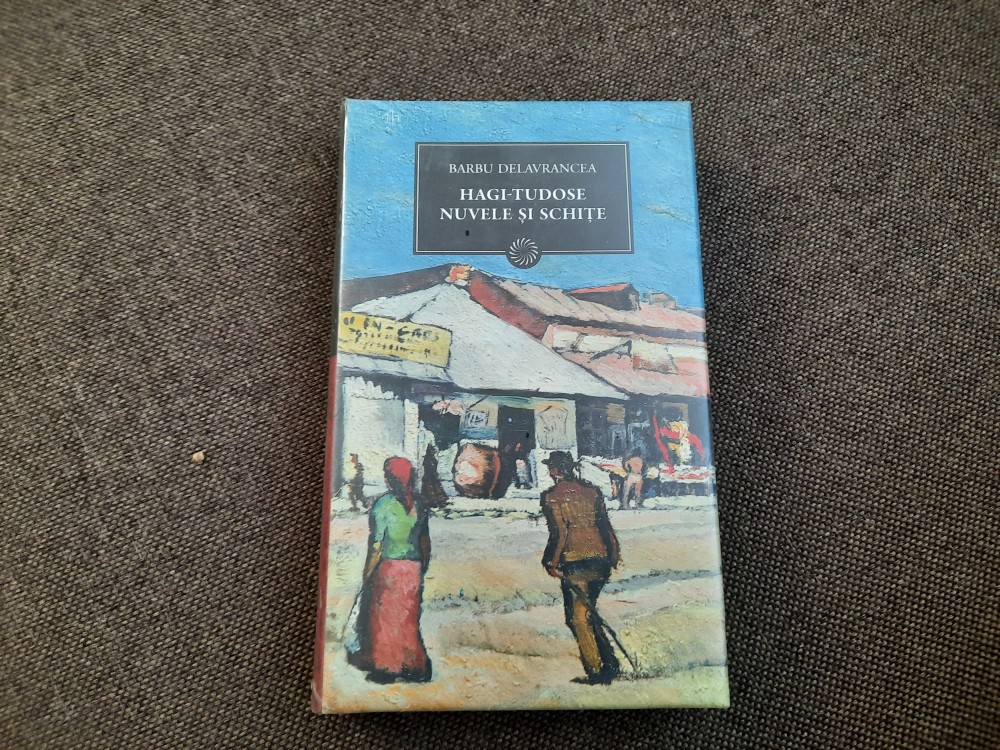 BARBU DELAVRANCEA
HAGI-TUDOSE
NUVELE ȘI SCHIȚE